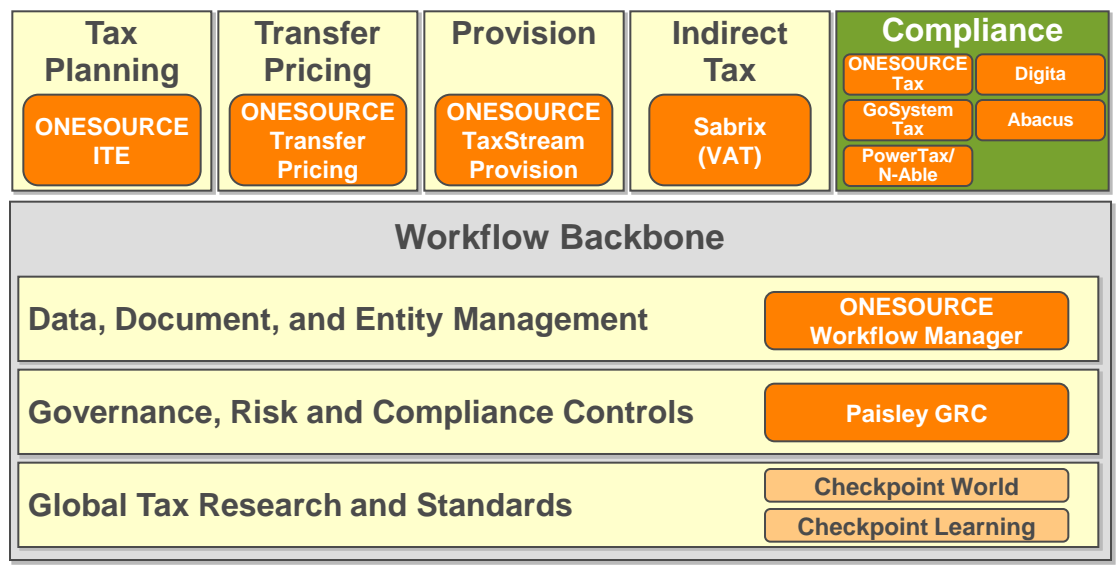 Tax
Planning
ONESOURCE
ITE
Transfer
Pricing
ONESOURCE
Transfer
Pricing
Provision
ONESOURCE
TaxStream
Provision
Indirect
Tax
Sabrix
(VAT)
Compliance
ONESOURCE
Tax
Digita
GoSystem
Tax
Abacus
PowerTax/
N-Able
Workflow Backbone
Data, Document, and Entity Management
ONESOURCE
Workflow Manager
Governance, Risk and Compliance Controls
Paisley GRC
Global Tax Research and Standards
Checkpoint World
Checkpoint Learning